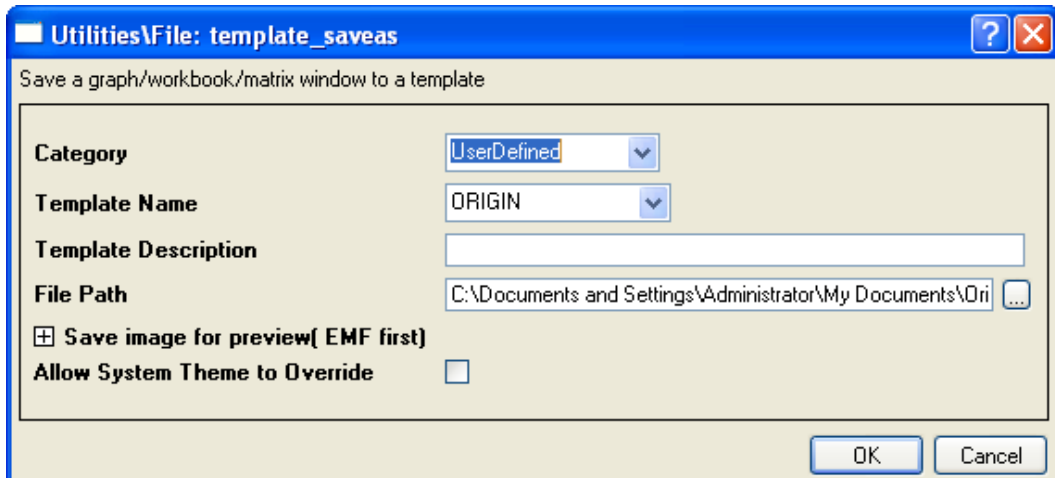 Utilities\File: template_saveas
Save a graph/workbook/matrix window to a template
Category UserDefined
Template Name ORIGIN
Template Description
File Path C:\Documents and Settings\Administrator\My Documents\Ori ...
Save image for preview( EMF first)
Allow System Theme to Override
OK Cancel